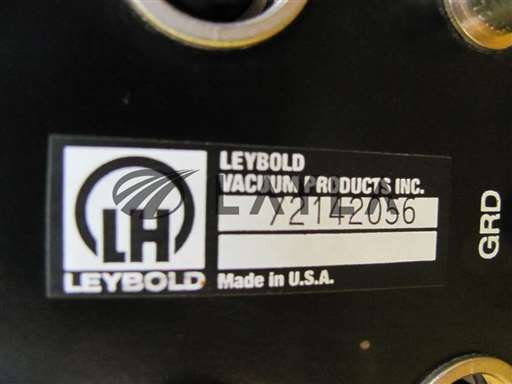 LH
LEYBOLD
LEYBOLD
VACUUM PRODUCTS INC.
72142056
Made in U.S.A.
GRD